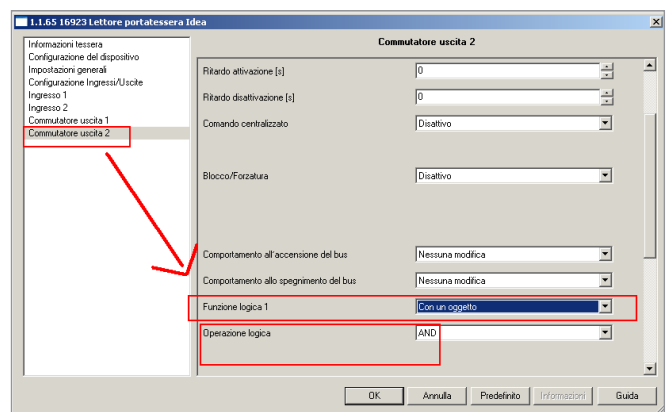 1.1.65 16923 Lettore portatessera Idea
Informazioni tessera
Configurazione del dispositivo
Impostazioni generali
Configurazione Ingressi/Uscite
Ingresso 1
Ingresso 2
Commutatore uscita 1
Commutatore uscita 2
Commutatore uscita 2
Ritardo attivazione [s] 0
Ritardo disattivazione [s] 0
Comando centralizzato Disattivo
Blocco/Forzatura Disattivo
Comportamento all'accensione del bus Nessuna modifica
Comportamento allo spegnimento del bus Nessuna modifica
Funzione logica 1 Con un oggetto
Operazione logica AND
OK Annulla Predefinito Informazioni Guida